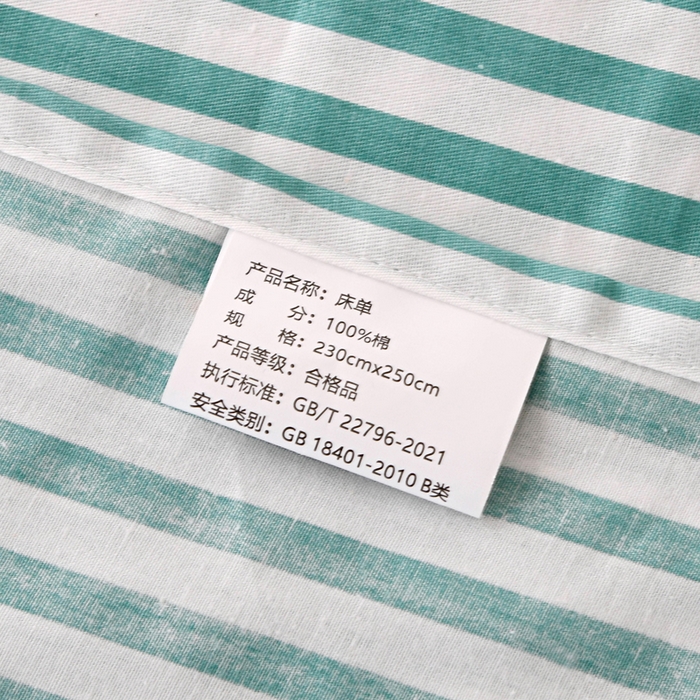 产品名称：床单
成 分：100%棉
规 格：230cmx250cm
产品等级：合格品
执行标准：GB/T 22796-2021
安全类别：GB 18401-2010 B类